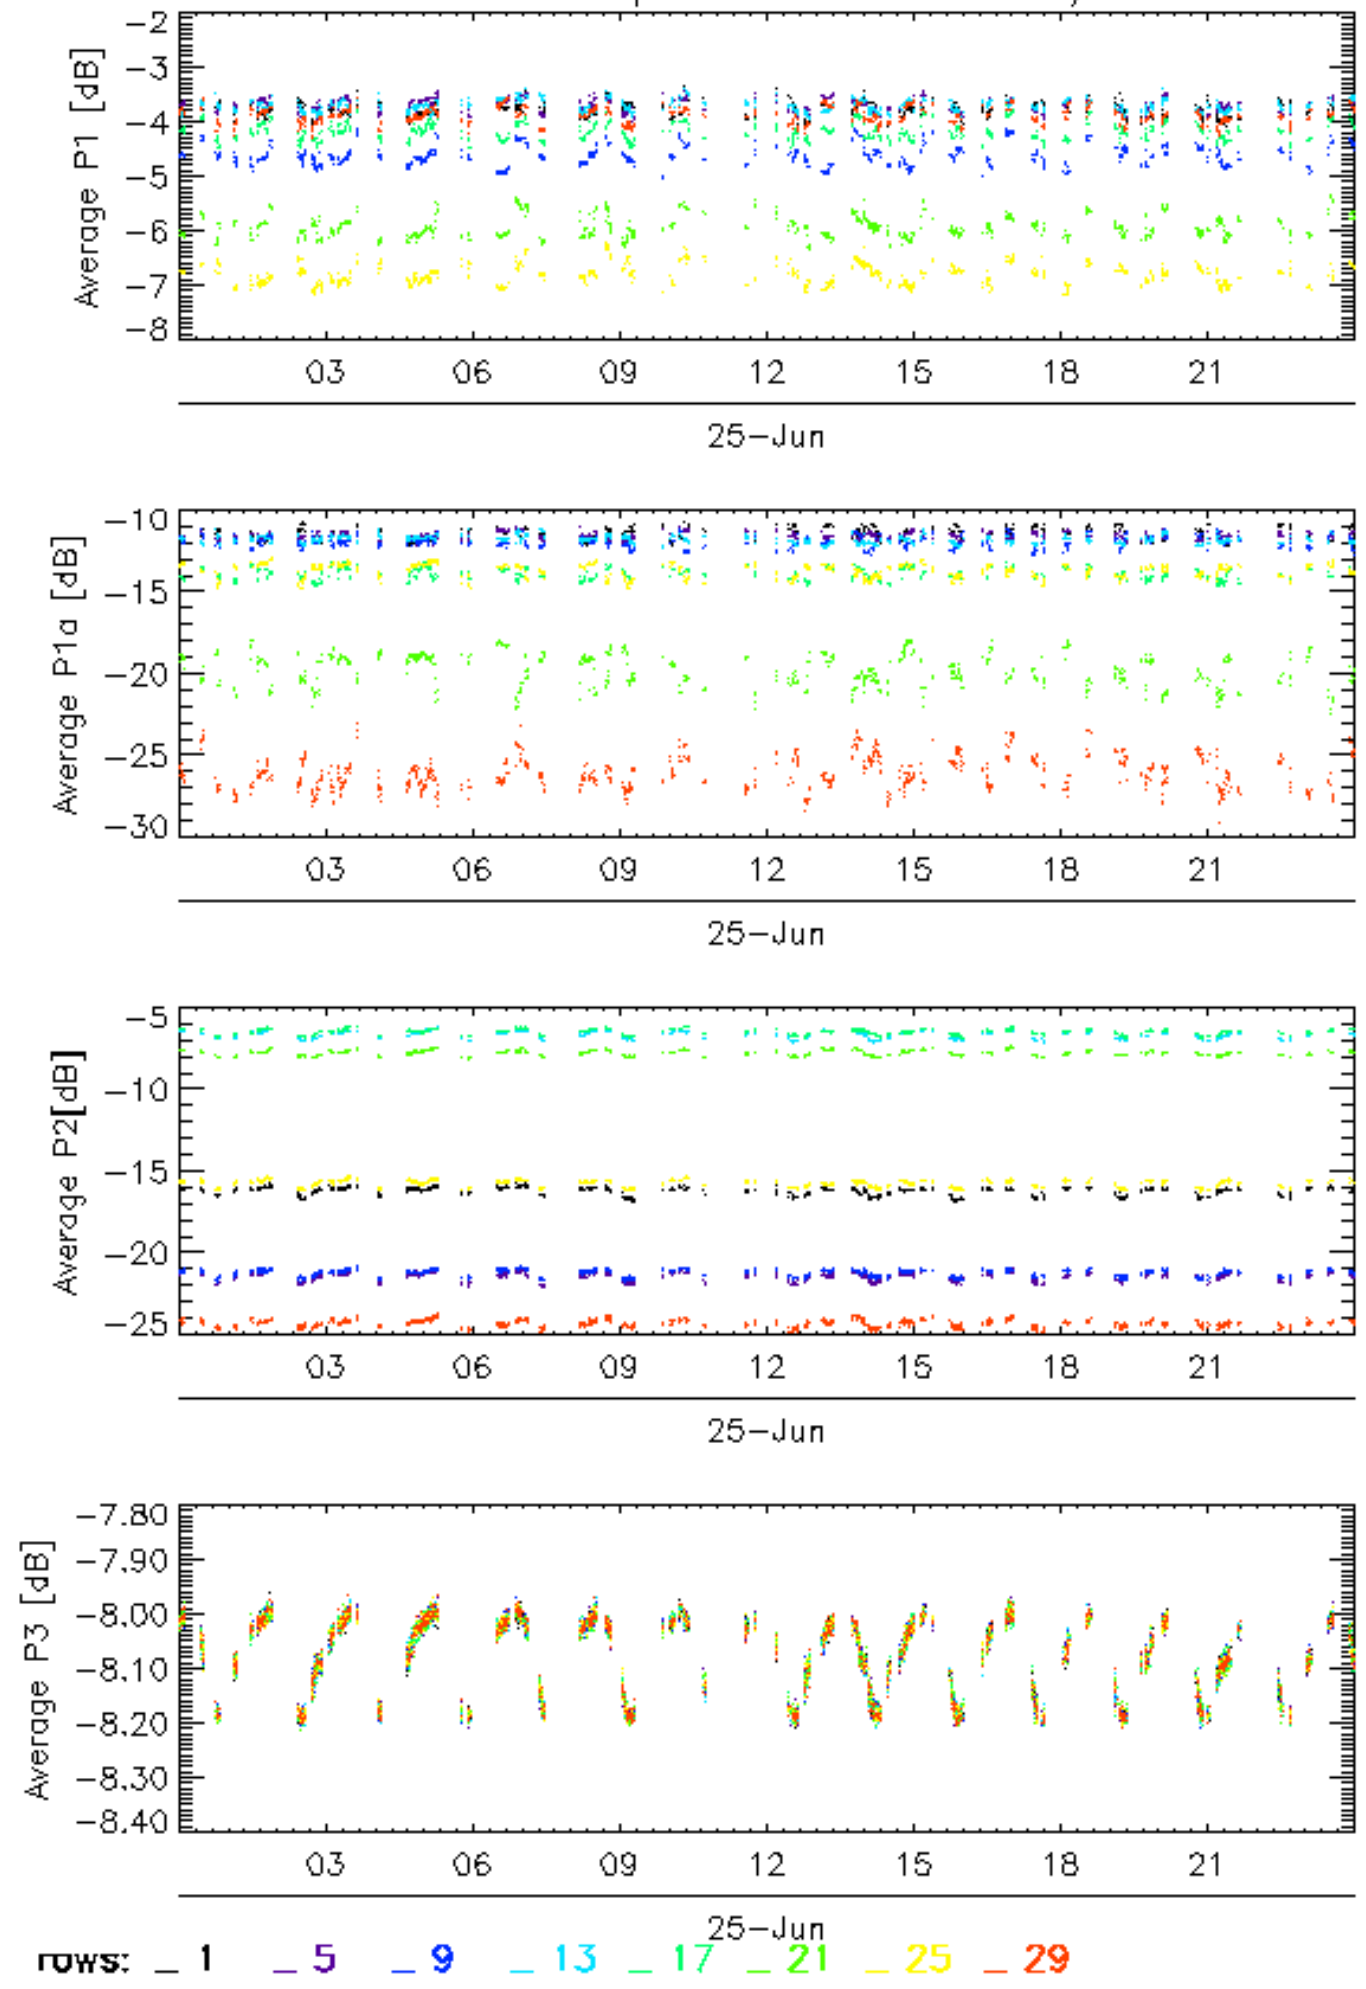 Average P1 [dB]
-2
-3
-4
-5
-6
-7
-8
03 06 09 12 15 18 21
25-Jun
Average P1a [dB]
-10
-15
-20
-25
-30
03 06 09 12 15 18 21
25-Jun
Average P2[dB]
-5
-10
-15
-20
-25
03 06 09 12 15 18 21
25-Jun
Average P3 [dB]
-7.80
-7.90
-8.00
-8.10
-8.20
-8.30
-8.40
03 06 09 12 15 18 21
25-Jun
rows: _ 1 _ 5 _ 9 _ 13 _ 17 _ 21 _ 25 _ 29